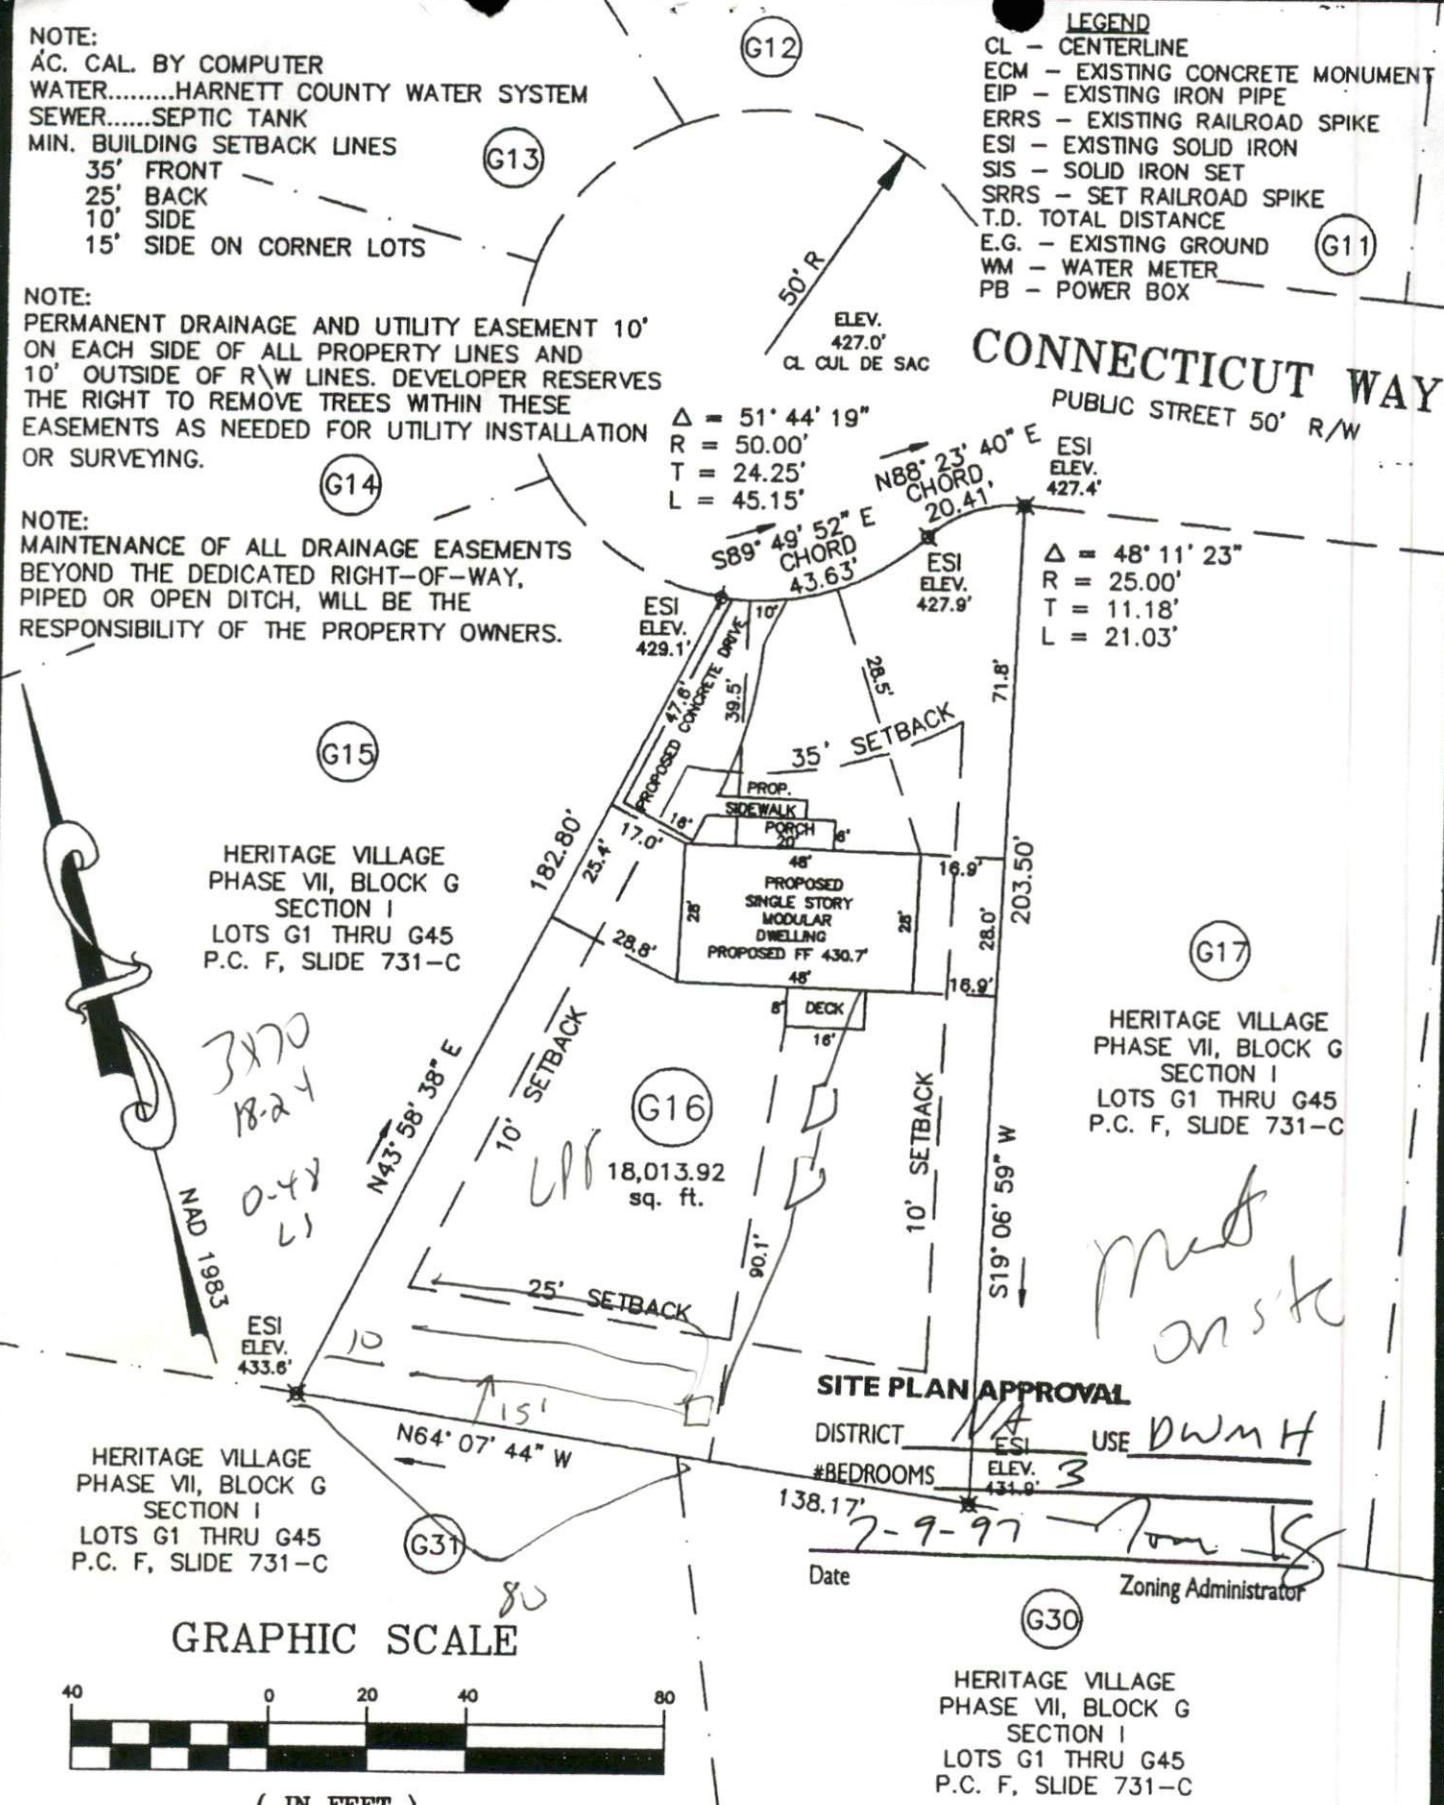 NOTE:
AC. CAL. BY COMPUTER
WATER.........HARNETT COUNTY WATER SYSTEM
SEWER......SEPTIC TANK
MIN. BUILDING SETBACK LINES
35' FRONT
25' BACK
10' SIDE
15' SIDE ON CORNER LOTS
G12
G13
LEGEND
CL – CENTERLINE
ECM – EXISTING CONCRETE MONUMENT
EIP – EXISTING IRON PIPE
ERRS – EXISTING RAILROAD SPIKE
ESI – EXISTING SOLID IRON
SIS – SOLID IRON SET
SRRS – SET RAILROAD SPIKE
T.D. TOTAL DISTANCE
E.G. – EXISTING GROUND
WM – WATER METER
PB – POWER BOX
G11
NOTE:
PERMANENT DRAINAGE AND UTILITY EASEMENT 10'
ON EACH SIDE OF ALL PROPERTY LINES AND
10' OUTSIDE OF R\W LINES. DEVELOPER RESERVES
THE RIGHT TO REMOVE TREES WITHIN THESE
EASEMENTS AS NEEDED FOR UTILITY INSTALLATION
OR SURVEYING.
G14
NOTE:
MAINTENANCE OF ALL DRAINAGE EASEMENTS
BEYOND THE DEDICATED RIGHT–OF–WAY,
PIPED OR OPEN DITCH, WILL BE THE
RESPONSIBILITY OF THE PROPERTY OWNERS.
50' R
ELEV.
427.0'
CL CUL DE SAC
CONNECTICUT WAY
PUBLIC STREET 50' R/W
Δ = 51° 44' 19"
R = 50.00'
T = 24.25'
L = 45.15'
N88° 23' 40" E
CHORD
20.41'
ESI
ELEV.
427.4'
S89° 49' 52" E
CHORD
43.63'
ESI
ELEV.
427.9'
Δ = 48° 11' 23"
R = 25.00'
T = 11.18'
L = 21.03'
ESI
ELEV.
429.1'
10'
47.6'
PROPOSED CONCRETE DRIVE
39.5'
28.5'
71.8'
35' SETBACK
G15
HERITAGE VILLAGE
PHASE VII, BLOCK G
SECTION I
LOTS G1 THRU G45
P.C. F, SLIDE 731–C
182.80'
25.4'
17.0'
16'
PROP.
SIDEWALK
PORCH
20'
6'
48'
PROPOSED
SINGLE STORY
MODULAR
DWELLING
PROPOSED FF 430.7'
48'
28'
28'
28.8'
16.9'
28.0'
203.50'
16.9'
8'
DECK
16'
G17
HERITAGE VILLAGE
PHASE VII, BLOCK G
SECTION I
LOTS G1 THRU G45
P.C. F, SLIDE 731–C
3x70
18-24
0-48
NAD 1983
N43° 58' 38" E
10' SETBACK
G16
18,013.92
sq. ft.
90.1'
10' SETBACK
S19° 06' 59" W
25' SETBACK
ESI
ELEV.
433.6'
10
15'
N64° 07' 44" W
138.17'
SITE PLAN APPROVAL
DISTRICT NA USE DWMH
#BEDROOMS 3
ESI
ELEV.
431.9'
7-9-97
Date
Zoning Administrator
HERITAGE VILLAGE
PHASE VII, BLOCK G
SECTION I
LOTS G1 THRU G45
P.C. F, SLIDE 731–C
G31
80
G30
HERITAGE VILLAGE
PHASE VII, BLOCK G
SECTION I
LOTS G1 THRU G45
P.C. F, SLIDE 731–C
GRAPHIC SCALE
40 0 20 40 80
( IN FEET )